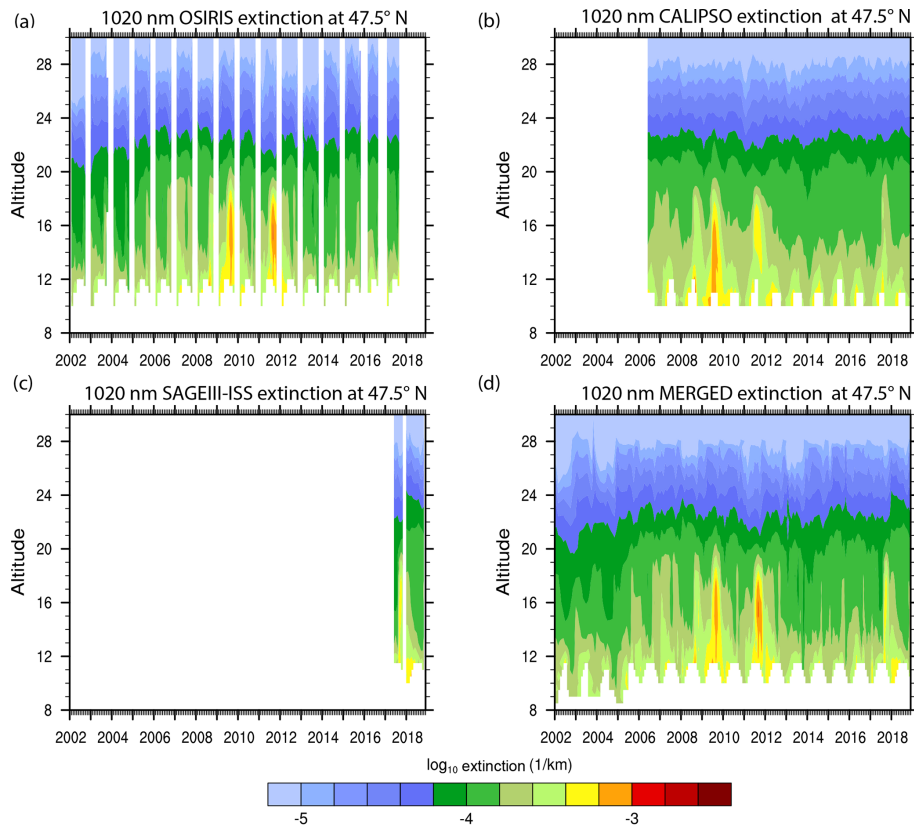 (a) 1020 nm OSIRIS extinction at 47.5° N
28
24
20
16
12
8
Altitude
2002 2004 2006 2008 2010 2012 2014 2016 2018
(b) 1020 nm CALIPSO extinction at 47.5° N
28
24
20
16
12
8
Altitude
2002 2004 2006 2008 2010 2012 2014 2016 2018
(c) 1020 nm SAGEIII-ISS extinction at 47.5° N
28
24
20
16
12
8
Altitude
2002 2004 2006 2008 2010 2012 2014 2016 2018
(d) 1020 nm MERGED extinction at 47.5° N
28
24
20
16
12
8
Altitude
2002 2004 2006 2008 2010 2012 2014 2016 2018
log₁₀ extinction (1/km)
-5 -4 -3